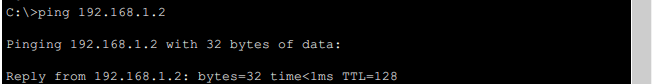 C:\>ping 192.168.1.2
Pinging 192.168.1.2 with 32 bytes of data:
Reply from 192.168.1.2: bytes=32 time<1ms TTL=128